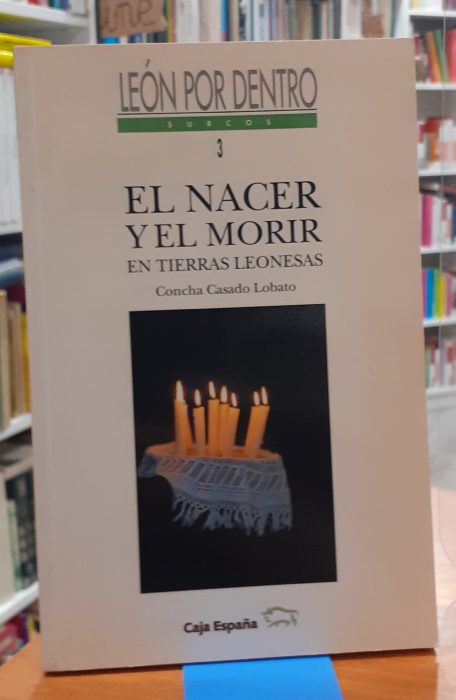 LEÓN POR DENTRO
SURCOS
3
EL NACER
Y EL MORIR
EN TIERRAS LEONESAS
Concha Casado Lobato
Caja España